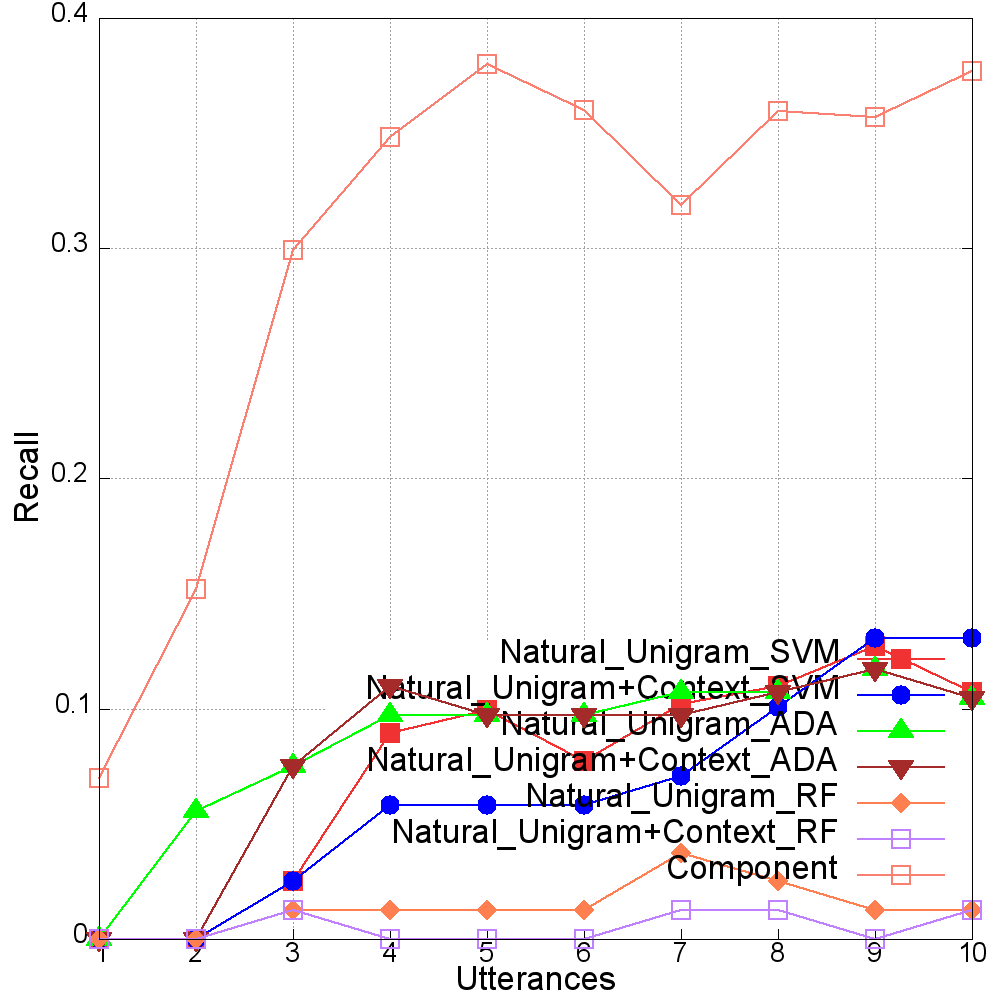 0.4
0.3
0.2
0.1
0
Recall
Natural_Unigram_SVM
Natural_Unigram+Context_SVM
Natural_Unigram_ADA
Natural_Unigram+Context_ADA
Natural_Unigram_RF
Natural_Unigram+Context_RF
Component
1 2 3 4 5 6 7 8 9 10
Utterances